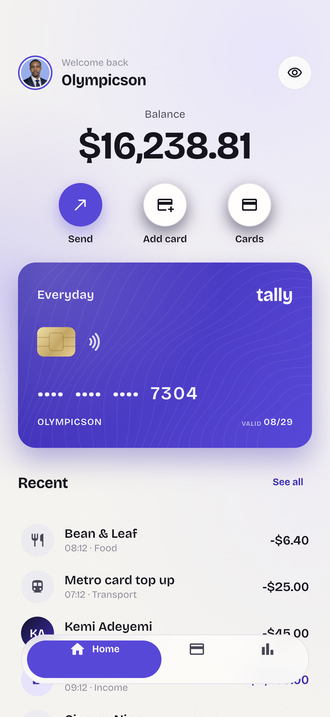 Welcome back
Olympicson
Balance
$16,238.81
Send
Add card
Cards
Everyday
tally
•••• •••• •••• 7304
OLYMPICSON
VALID 08/29
Recent
See all
Bean & Leaf
08:12 · Food
-$6.40
Metro card top up
07:12 · Transport
-$25.00
KA
Kemi Adeyemi
-$45.00
Home
09:12 · Income